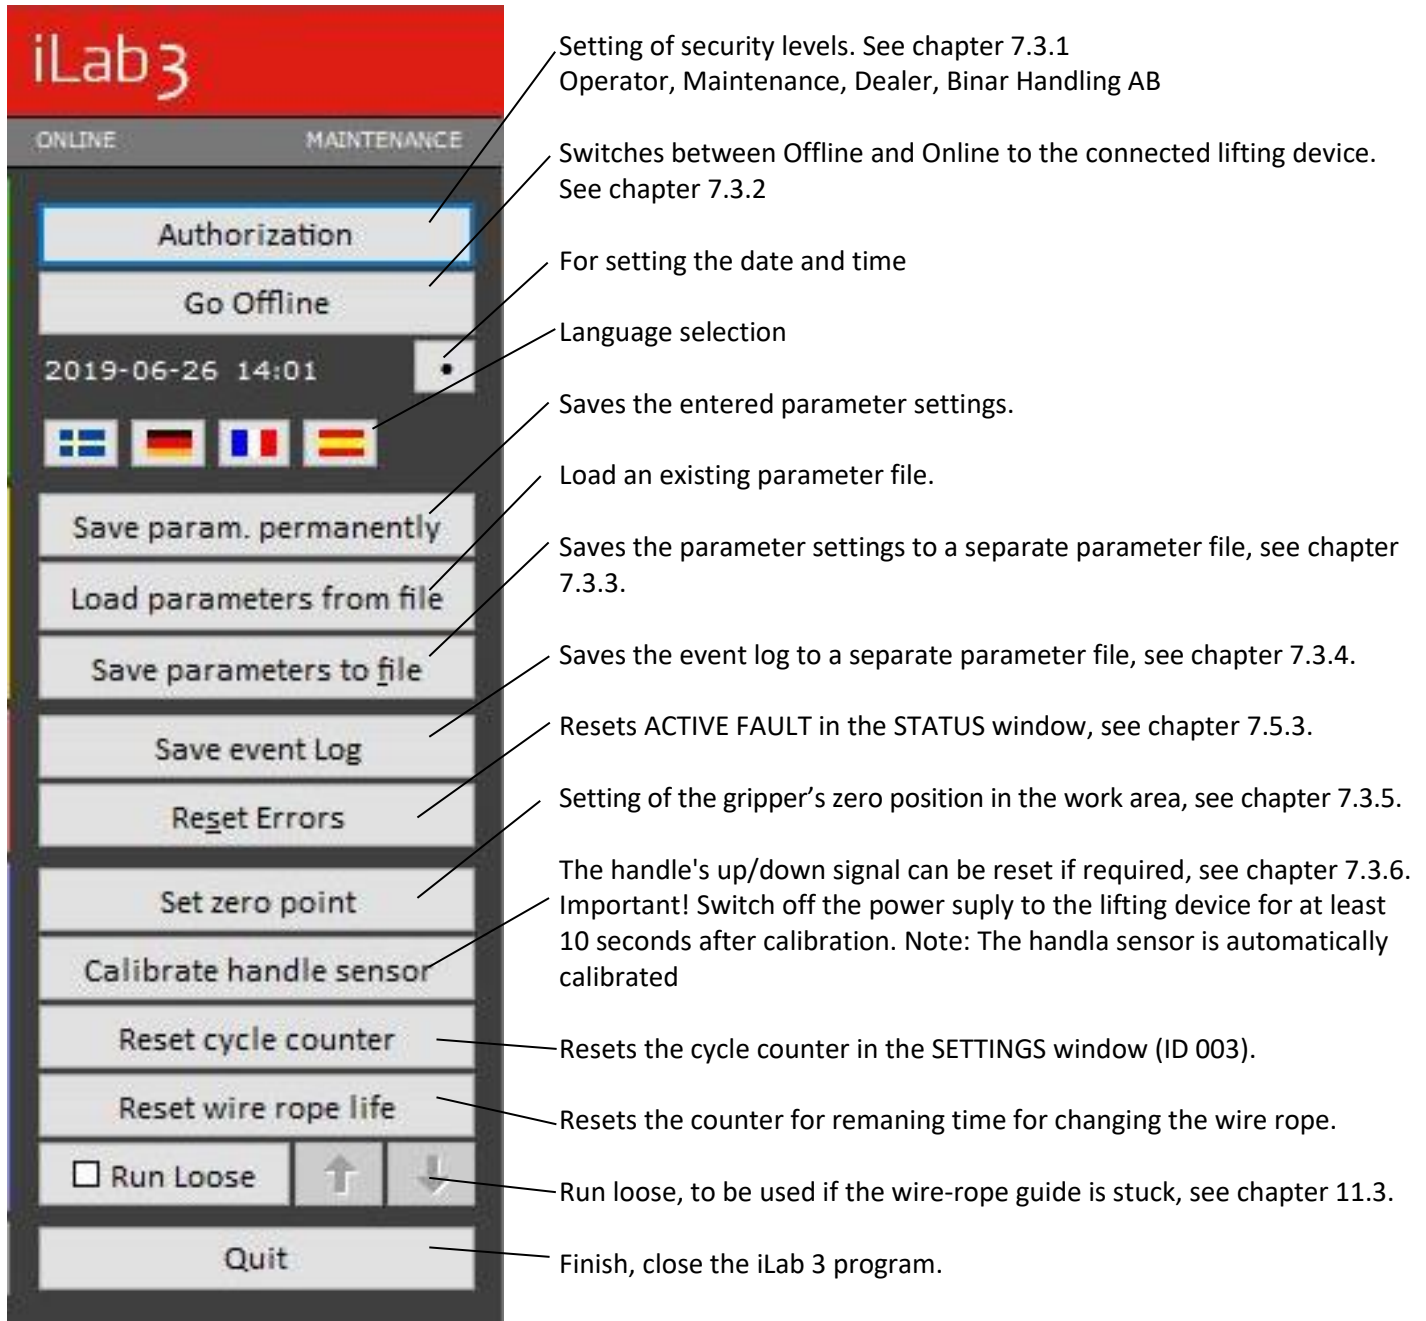 iLab3
ONLINE MAINTENANCE
Authorization
Go Offline
2019-06-26 14:01
Save param. permanently
Load parameters from file
Save parameters to file
Save event Log
Reset Errors
Set zero point
Calibrate handle sensor
Reset cycle counter
Reset wire rope life
Run Loose
Quit
Setting of security levels. See chapter 7.3.1
Operator, Maintenance, Dealer, Binar Handling AB
Switches between Offline and Online to the connected lifting device.
See chapter 7.3.2
For setting the date and time
Language selection
Saves the entered parameter settings.
Load an existing parameter file.
Saves the parameter settings to a separate parameter file, see chapter
7.3.3.
Saves the event log to a separate parameter file, see chapter 7.3.4.
Resets ACTIVE FAULT in the STATUS window, see chapter 7.5.3.
Setting of the gripper’s zero position in the work area, see chapter 7.3.5.
The handle's up/down signal can be reset if required, see chapter 7.3.6.
Important! Switch off the power suply to the lifting device for at least
10 seconds after calibration. Note: The handla sensor is automatically
calibrated
Resets the cycle counter in the SETTINGS window (ID 003).
Resets the counter for remaning time for changing the wire rope.
Run loose, to be used if the wire-rope guide is stuck, see chapter 11.3.
Finish, close the iLab 3 program.